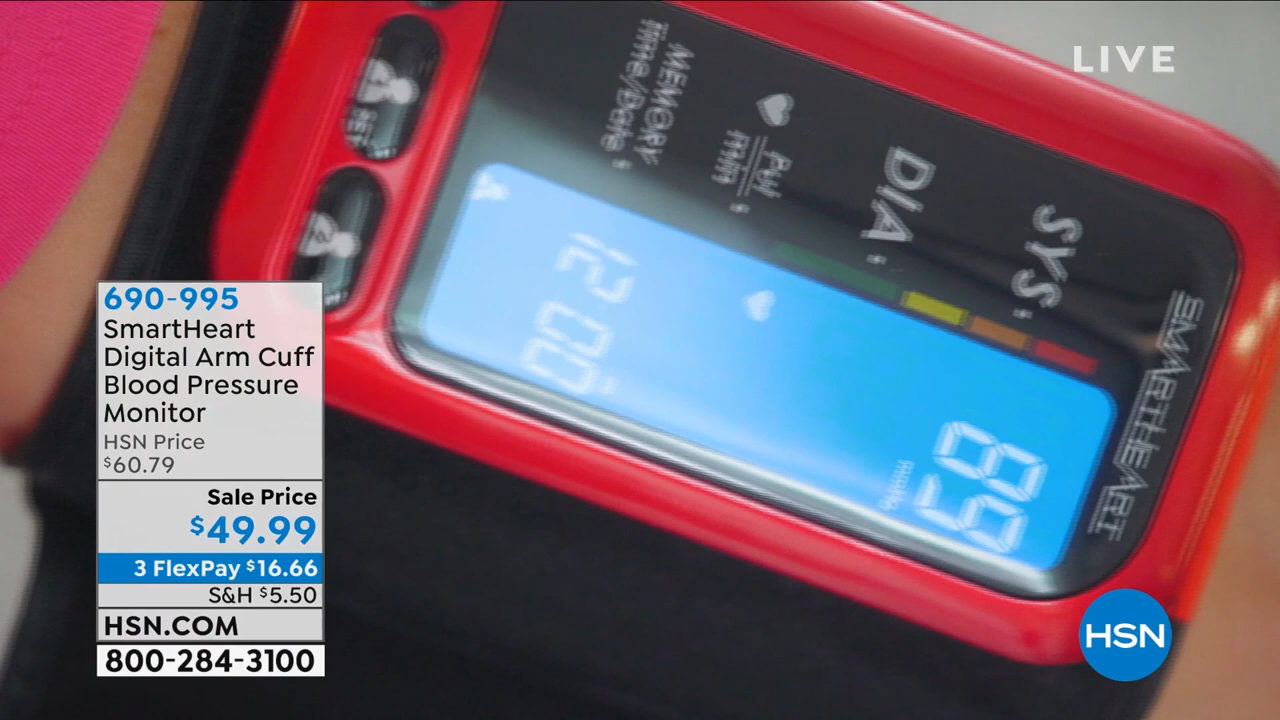 LIVE
690-995
SmartHeart
Digital Arm Cuff
Blood Pressure
Monitor
HSN Price
$60.79
Sale Price
$49.99
3 FlexPay $16.66
S&H $5.50
HSN.COM
800-284-3100
HSN
SMARTHEART
SYS
DIA
PUL
MEMORY
Time/Date
SET
12:00
89